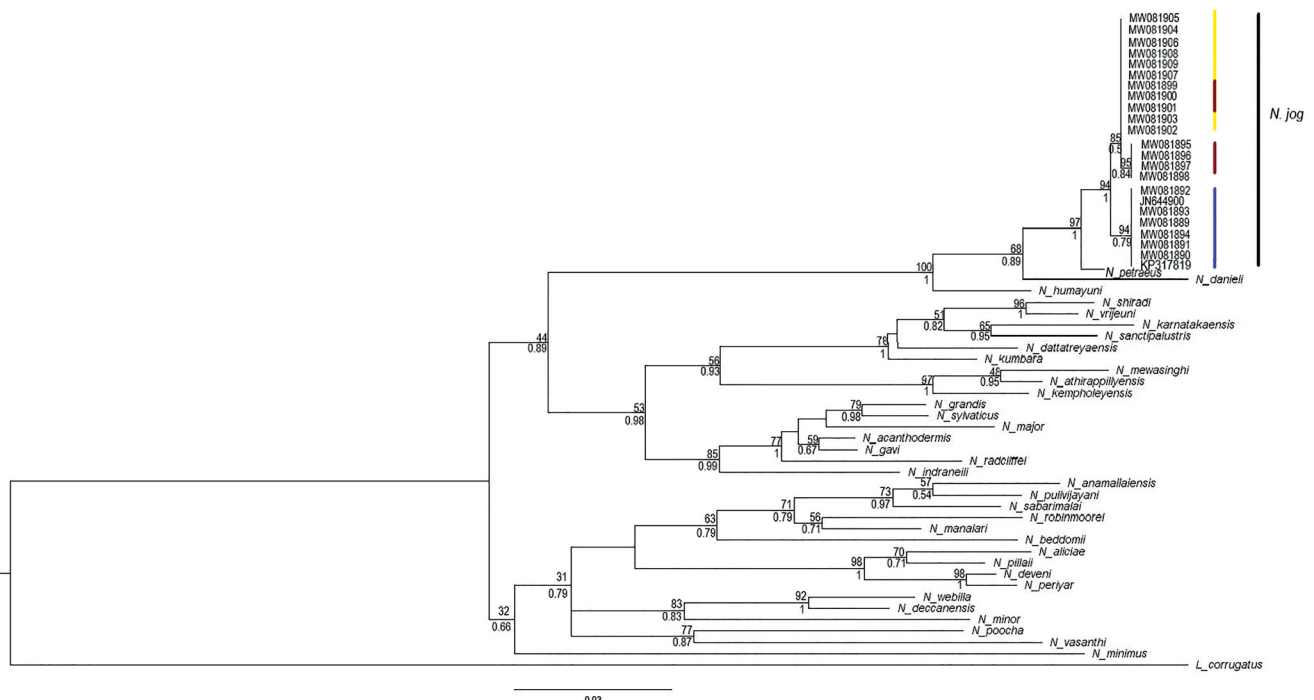 MW081905
MW081904
MW081906
MW081908
MW081909
MW081907
MW081899
MW081900
MW081901
MW081903
MW081902
N. jog
85
0.5
MW081895
MW081896
MW081897
MW081898
95
0.84
94
1
MW081892
JN644900
MW081893
MW081889
MW081894
MW081891
MW081890
KP317819
94
0.79
97
1
N_petraeus
68
0.89
N_danieli
100
1
N_humayuni
44
0.89
96
1
N_shiradi
N_vrijeuni
51
0.82
65
0.95
N_karnatakaensis
N_sanctipalustris
78
1
N_dattatreyaensis
N_kumbara
56
0.93
48
0.95
N_mewasinghi
N_athirappillyensis
97
1
N_kempholeyensis
53
0.98
79
0.98
N_grandis
N_sylvaticus
N_major
59
0.67
N_acanthodermis
N_gavi
77
1
N_radcliffei
85
0.99
N_indraneili
57
0.54
N_anamallaiensis
N_pulivijayani
73
0.97
N_sabarimalai
71
0.79
56
0.71
N_robinmoorei
N_manalari
63
0.79
N_beddomii
70
0.71
N_aliciae
N_pillaii
98
1
98
1
N_deveni
N_periyar
31
0.79
92
1
N_webilla
N_deccanensis
83
0.83
N_minor
32
0.66
77
0.87
N_poocha
N_vasanthi
N_minimus
L_corrugatus
0.03